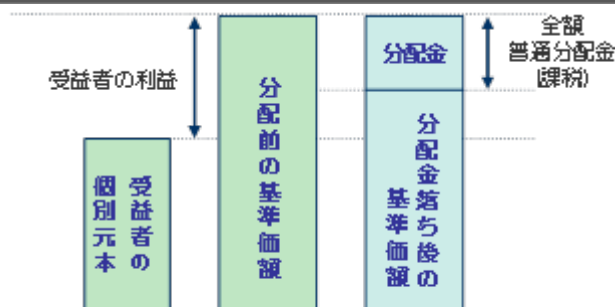 受益者の利益
受益者の
個別元本
分配前の基準価額
分配金
分配金落ち後の
基準価額
全額
普通分配金
(課税)